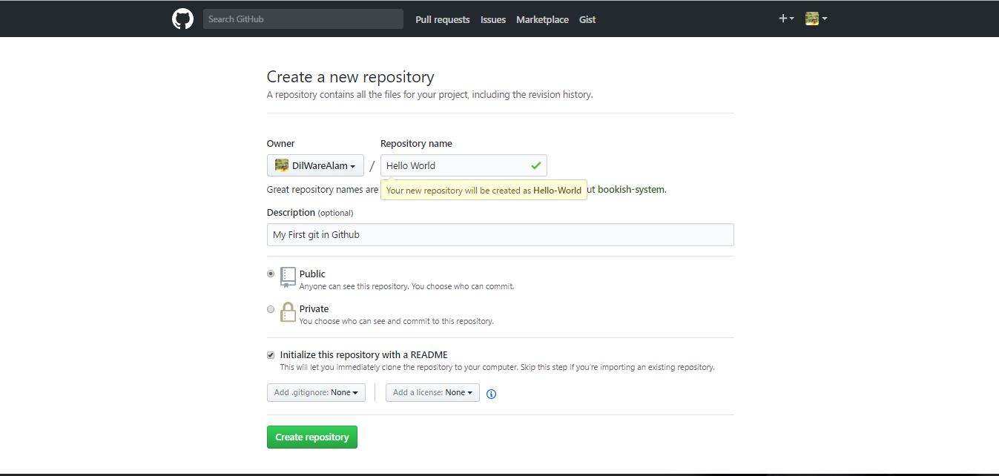 Search GitHub Pull requests Issues Marketplace Gist
Create a new repository
A repository contains all the files for your project, including the revision history.
Owner Repository name
DilWareAlam / Hello World
Great repository names are ut bookish-system.
Your new repository will be created as Hello-World
Description (optional)
My First git in Github
Public
Anyone can see this repository. You choose who can commit.
Private
You choose who can see and commit to this repository.
Initialize this repository with a README
This will let you immediately clone the repository to your computer. Skip this step if you're importing an existing repository.
Add .gitignore: None Add a license: None
Create repository